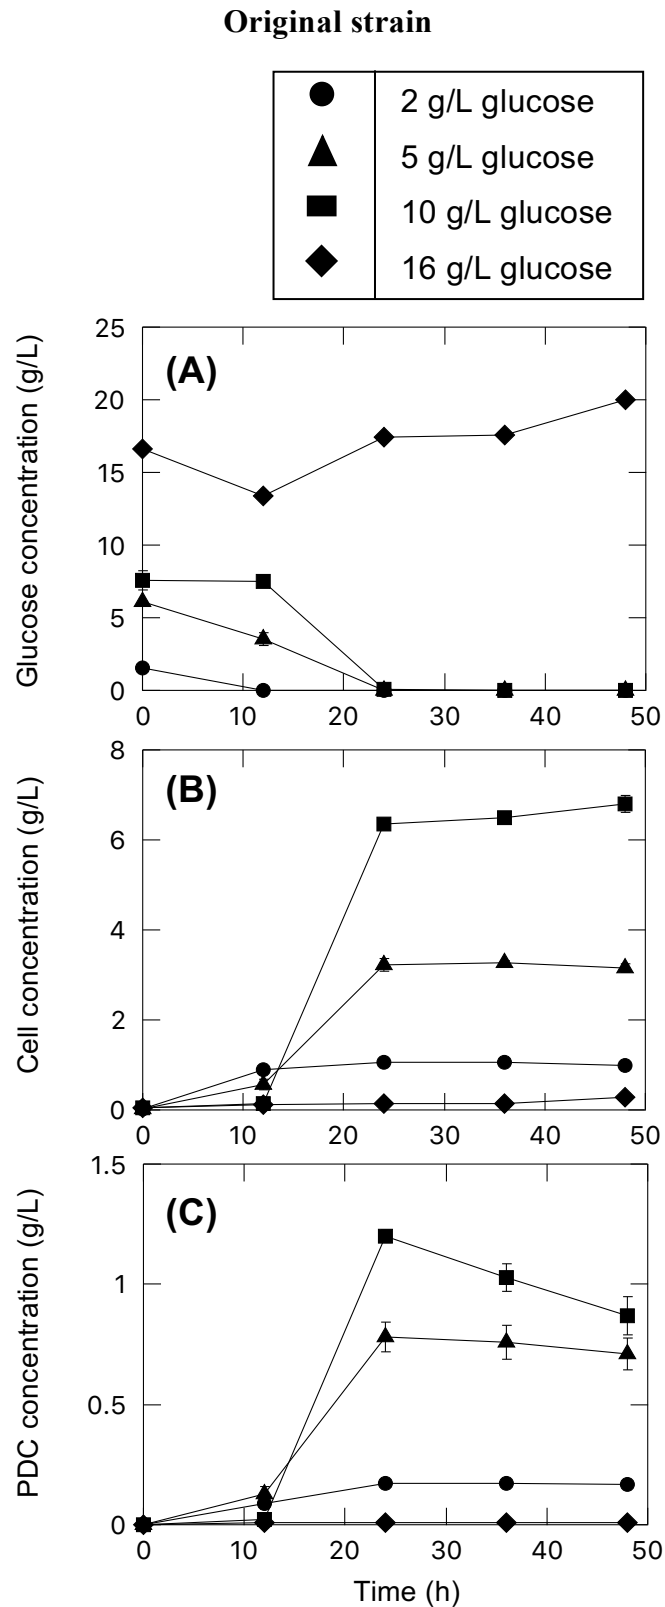 Original strain
2 g/L glucose
5 g/L glucose
10 g/L glucose
16 g/L glucose
(A)
Glucose concentration (g/L)
25
20
15
10
5
0
0 10 20 30 40 50
(B)
Cell concentration (g/L)
8
6
4
2
0
0 10 20 30 40 50
(C)
PDC concentration (g/L)
1.5
1
0.5
0
0 10 20 30 40 50
Time (h)